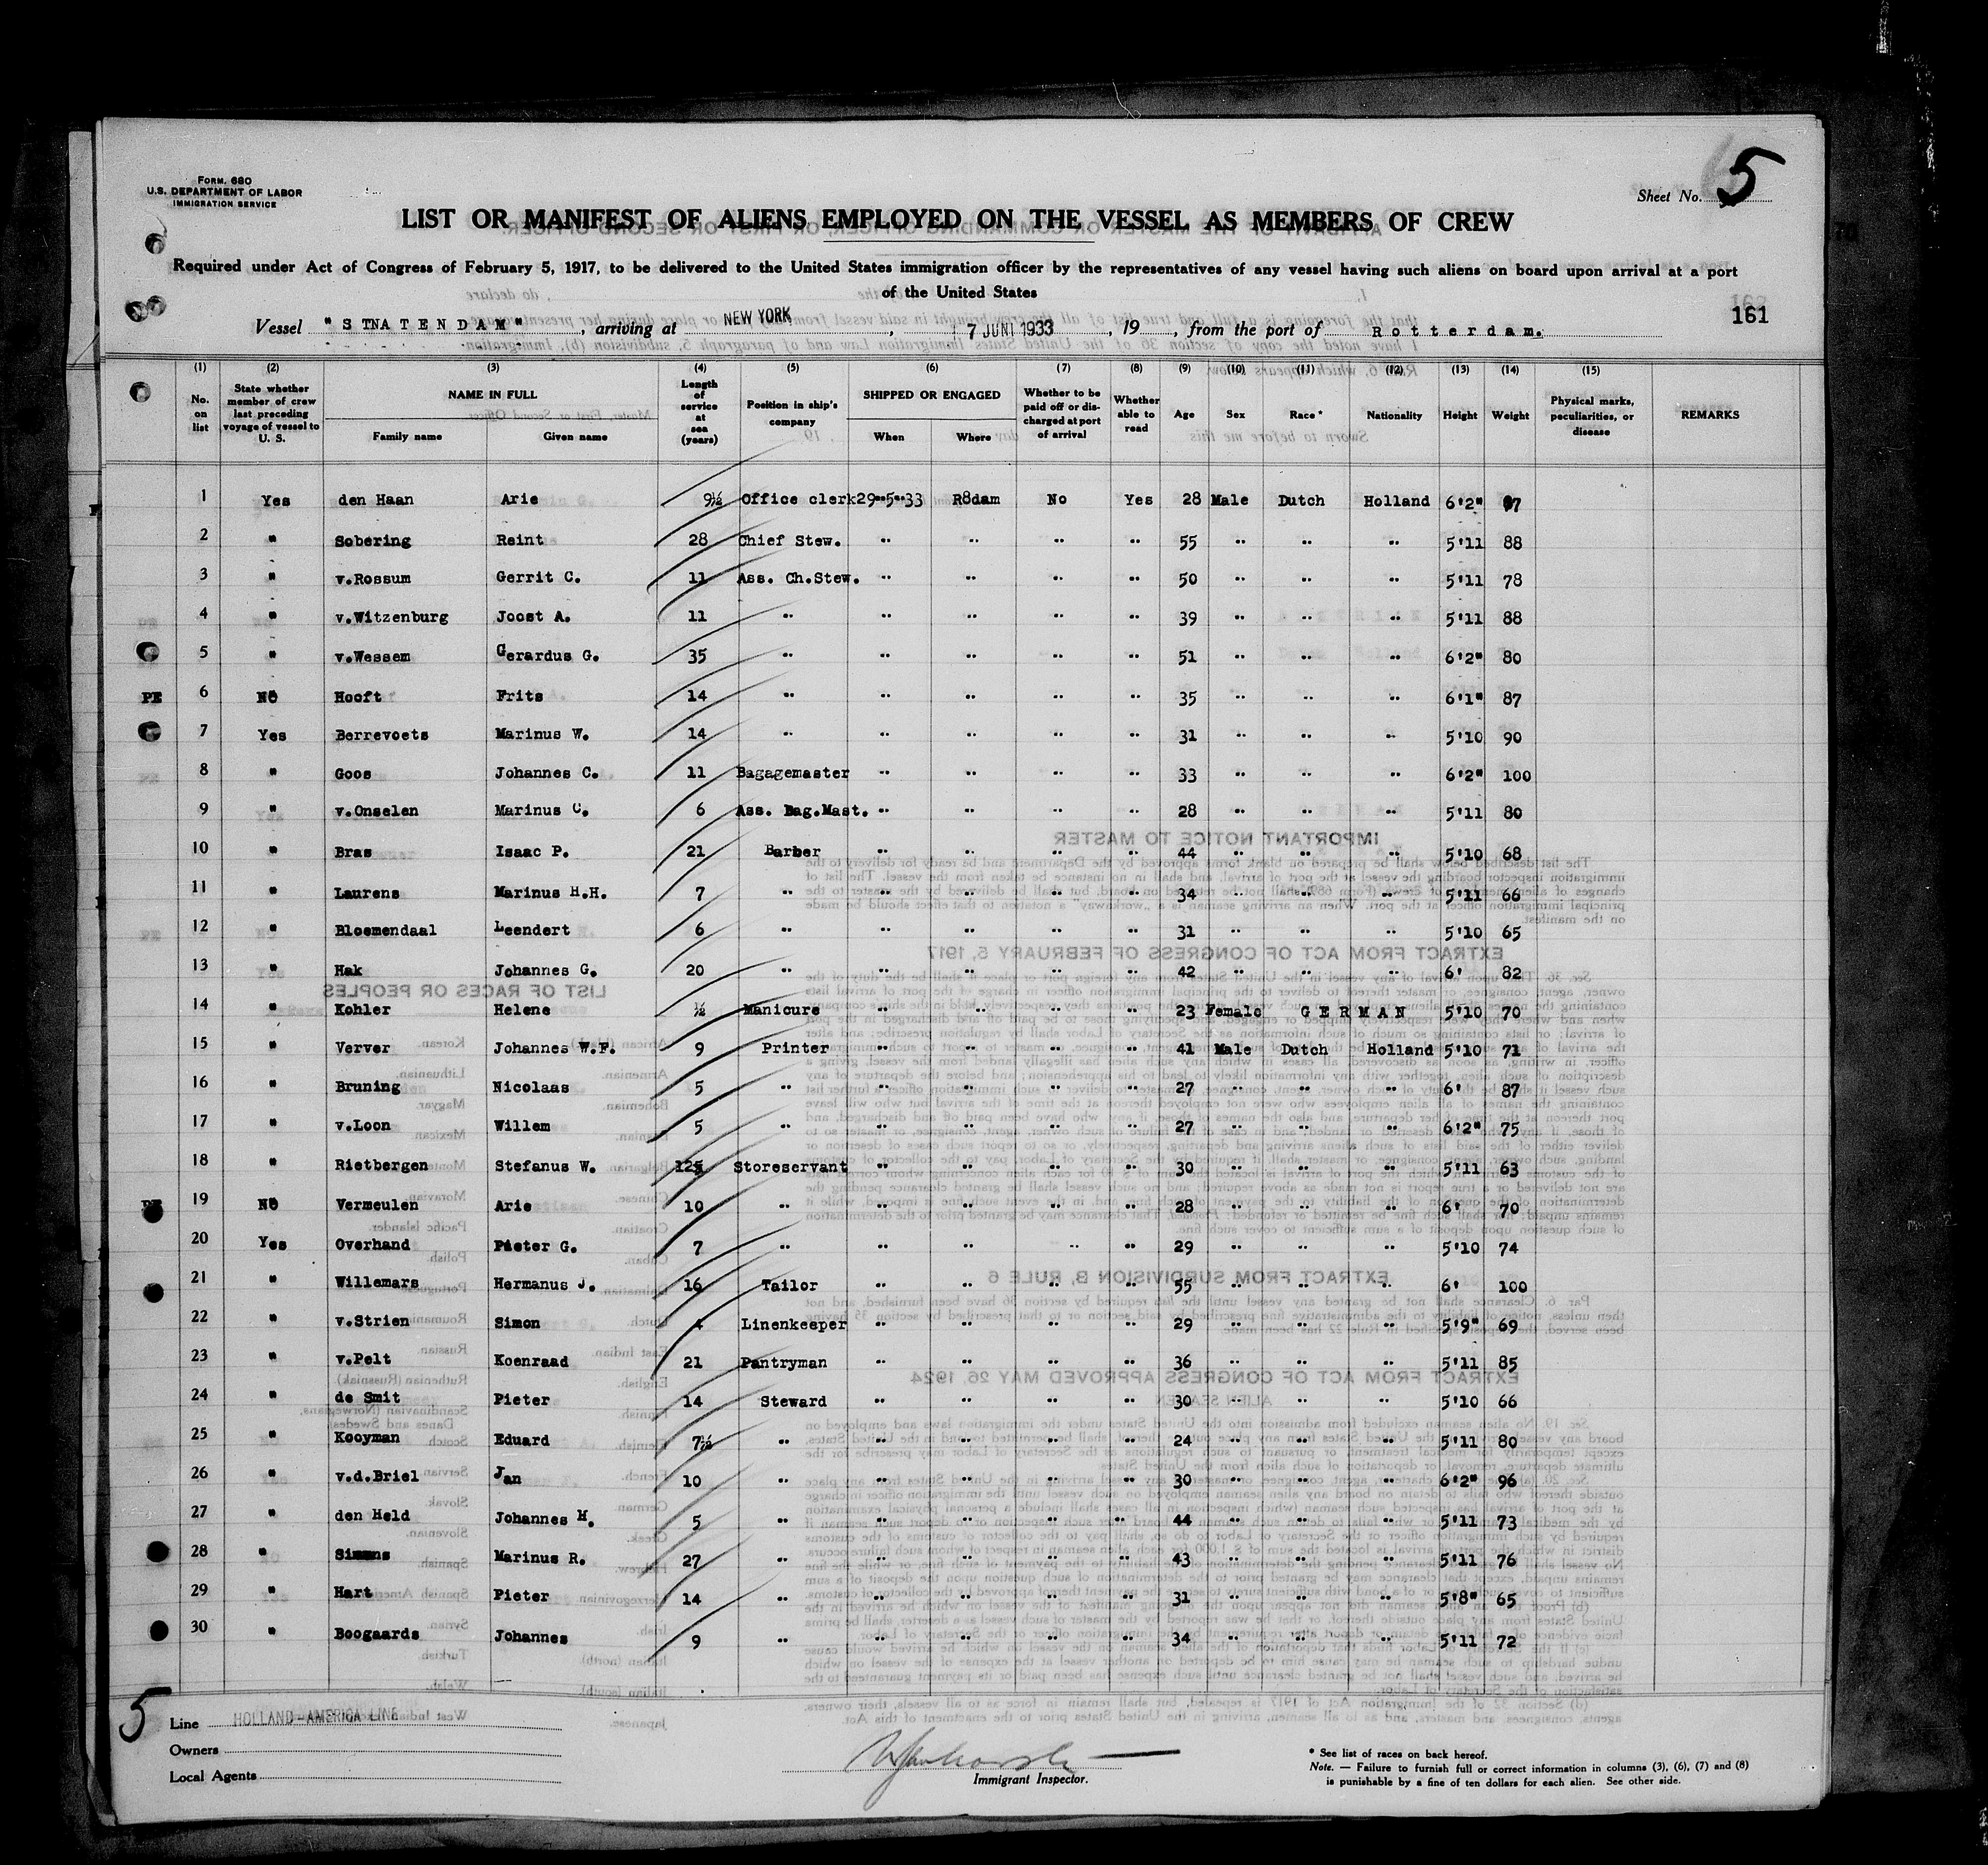 Form. 680
U.S. DEPARTMENT OF LABOR
IMMIGRATION SERVICE
Sheet No. 5
LIST OR MANIFEST OF ALIENS EMPLOYED ON THE VESSEL AS MEMBERS OF CREW
Required under Act of Congress of February 5, 1917, to be delivered to the United States immigration officer by the representatives of any vessel having such aliens on board upon arrival at a port
of the United States
161
Vessel "STNATENDAM", arriving at NEW YORK, 7 JUNI 1933, 19, from the port of Rotterdam.
(1) (2) (3) (4) (5) (6) (7) (8) (9) (10) (11) (12) (13) (14) (15)
No. on list State whether member of crew last preceding voyage of vessel to U. S. NAME IN FULL Family name Given name Length of service at sea (years) Position in ship's company SHIPPED OR ENGAGED When Where Whether to be paid off or discharged at port of arrival Whether able to read Age Sex Race * Nationality Height Weight Physical marks, peculiarities, or disease REMARKS
1 Yes den Haan Arie 9½ Office clerk 29-5-33 R8dam No Yes 28 Male Dutch Holland 6'2"
2 " Sobering Reint 28 Chief Stew. " " " " 55 " " " 5'11 88
3 " v.Rossum Gerrit C. 11 Ass. Ch.Stew. " " " " 50 " " " 5'11 78
4 " v.Witzenburg Joost A. 11 " " " " " 39 " " " 5'11 88
5 " v.Wessem Gerardus G. 35 " " " " " 51 " " " 6'2" 80
PE 6 No Hooft Frits 14 " " " " " 35 " " " 6'1" 87
7 Yes Berrevoets Marinus W. 14 " " " " " 31 " " " 5'10 90
8 " Goos Johannes C. 11 Bagagemaster " " " " 33 " " " 6'2" 100
9 " v.Onselen Marinus C. 6 Ass. Bag.Mast. " " " " 28 " " " 5'11 80
10 " Bras Isaac P. 21 Barber " " " " 44 " " " 5'10 68
11 " Laurens Marinus H.H. 7 " " " " " 34 " " " 5'11 66
12 " Bloemendaal Leendert 6 " " " " " 31 " " " 5'10 65
13 " Hak Johannes G. 20 " " " " " 42 " " " 6' 82
14 " Kohler Helene ½ Manicure " " " " 23 Female GERMAN 5'10 70
15 " Verver Johannes W.F. 9 Printer " " " " 41 Male Dutch Holland 5'10 71
16 " Bruning Nicolaas 5 " " " " " 27 " " " 6' 87
17 " v.Loon Willem 5 " " " " " 27 " " " 6'2" 75
18 " Rietbergen Stefanus W. Storeservant " " " " 30 " " " 5'11 63
19 No Vermeulen Arie 10 " " " " " 28 " " " 6' 70
20 Yes Overhand Pieter G. 7 " " " " " 29 " " " 5'10 74
21 " Willemars Hermanus J. 16 Tailor " " " " 55 " " " 6' 100
22 " v.Strien Simon 4 Linenkeeper " " " " 29 " " " 5'9" 69
23 " v.Pelt Koenraad 21 Pantryman " " " " 36 " " " 5'11 85
24 " de Smit Pieter 14 Steward " " " " 30 " " " 5'10 66
25 " Kooyman Eduard 7½ " " " " " 24 " " " 5'11 80
26 " v.d.Briel Jan 10 " " " " " 30 " " " 6'2" 96
27 " den Held Johannes M. 5 " " " " " 44 " " " 5'11 73
28 " Simons Marinus R. 27 " " " " " 43 " " " 5'11 76
29 " Hart Pieter 14 " " " " " 31 " " " 5'8" 65
30 " Boogaards Johannes 9 " " " " " 34 " " " 5'11 72
5
Line HOLLAND-AMERICA LINE
Owners
Local Agents
Immigrant Inspector.
* See list of races on back hereof.
Note. — Failure to furnish full or correct information in columns (3), (6), (7) and (8)
is punishable by a fine of ten dollars for each alien. See other side.